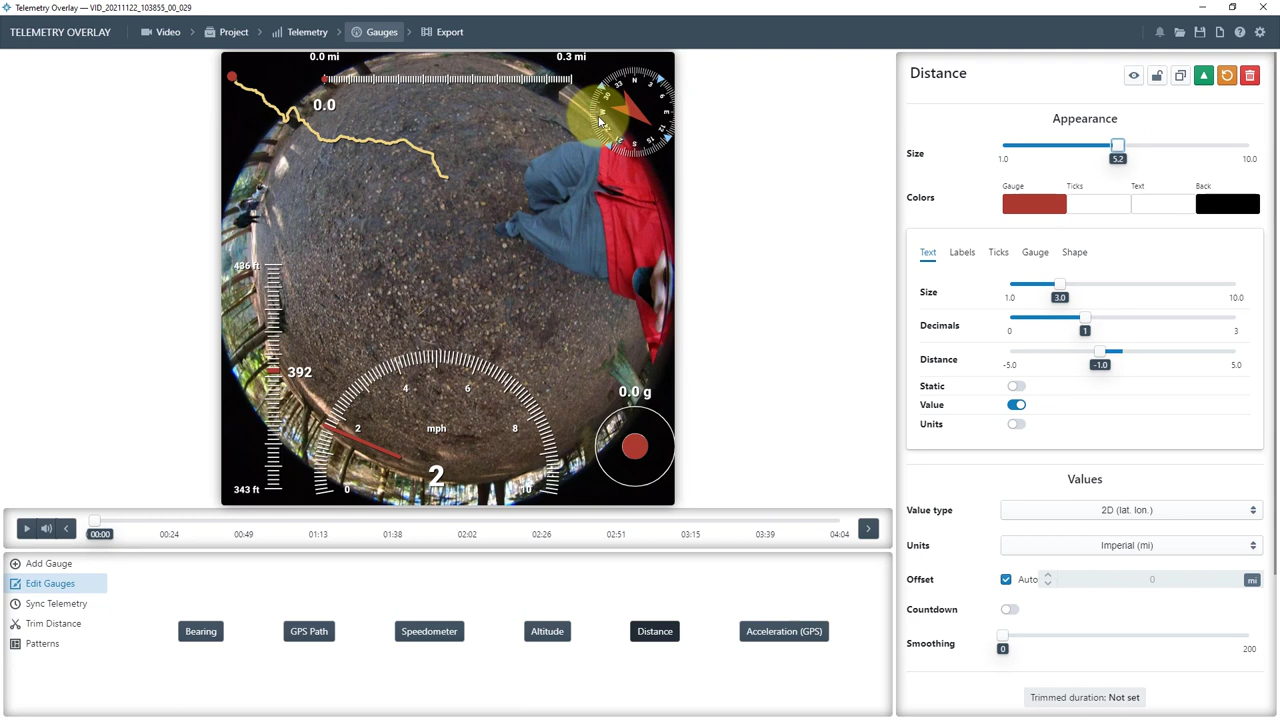 Telemetry Overlay — VID_20211122_103855_00_029
TELEMETRY OVERLAY Video Project Telemetry Gauges Export
0.0 mi 0.3 mi
0.0
N 3 6 E 12 15 S 21 W 30 33
436 ft
392
343 ft
0 2 4 6 8 10
mph
2
0.0 g
00:00 00:24 00:49 01:13 01:38 02:02 02:26 02:51 03:15 03:39 04:04
Add Gauge
Edit Gauges
Sync Telemetry
Trim Distance
Patterns
Bearing GPS Path Speedometer Altitude Distance Acceleration (GPS)
Distance
Appearance
Size 1.0 5.2 10.0
Colors Gauge Ticks Text Back
Text Labels Ticks Gauge Shape
Size 1.0 3.0 10.0
Decimals 0 1 3
Distance -5.0 -1.0 5.0
Static
Value
Units
Values
Value type 2D (lat. lon.)
Units Imperial (mi)
Offset Auto 0 mi
Countdown
Smoothing 0 200
Trimmed duration: Not set